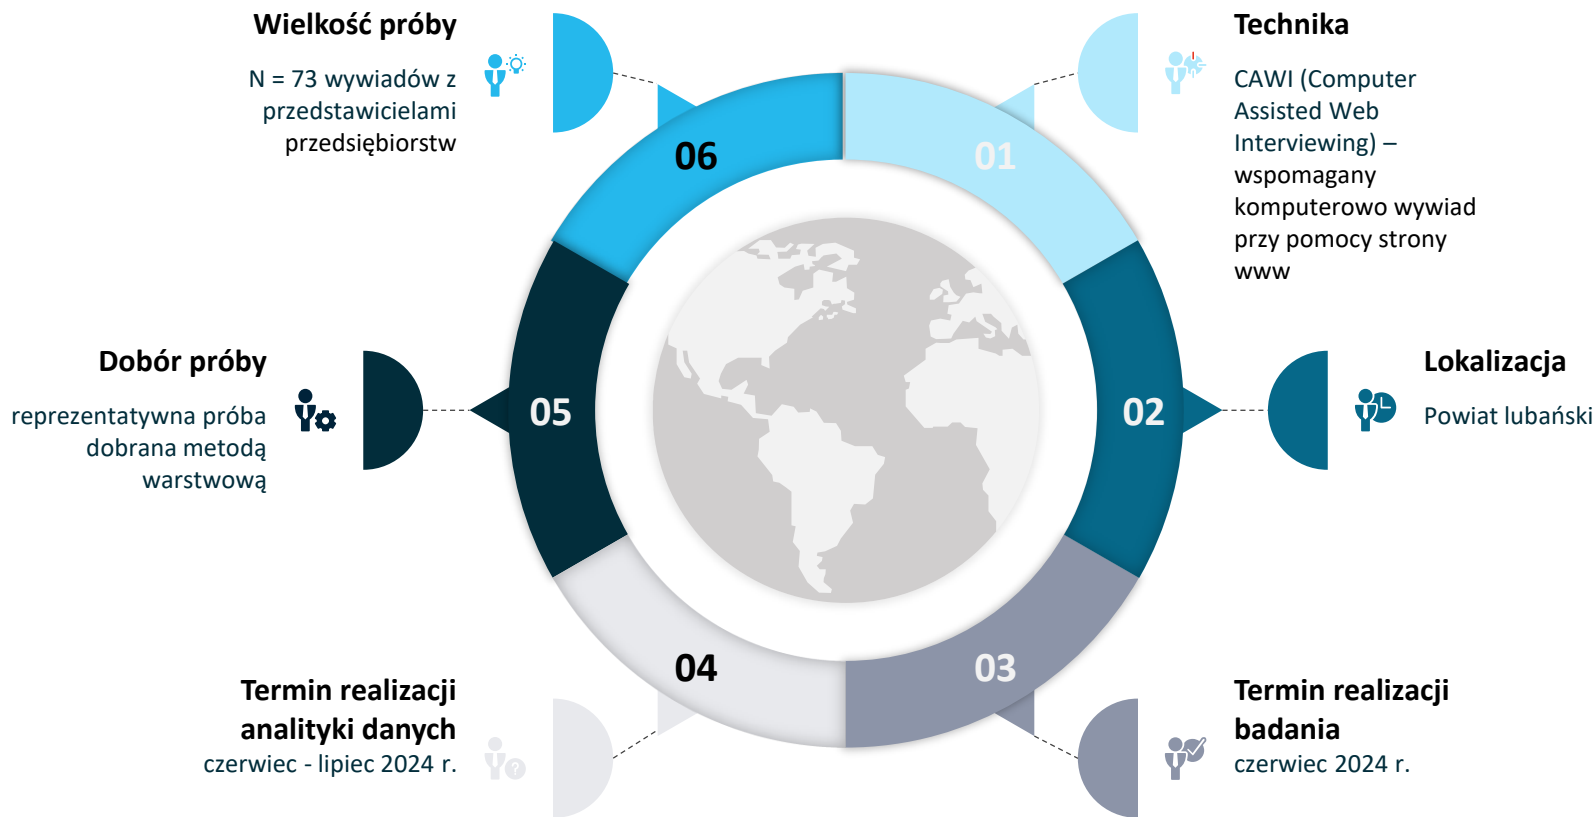 Technika
CAWI (Computer
Assisted Web
Interviewing) –
wspomagany
komputerowo wywiad
przy pomocy strony
www
01
Lokalizacja
Powiat lubański
02
Termin realizacji
badania
czerwiec 2024 r.
03
Termin realizacji
analityki danych
czerwiec - lipiec 2024 r.
04
?
Dobór próby
reprezentatywna próba
dobrana metodą
warstwową
05
Wielkość próby
N = 73 wywiadów z
przedstawicielami
przedsiębiorstw
06